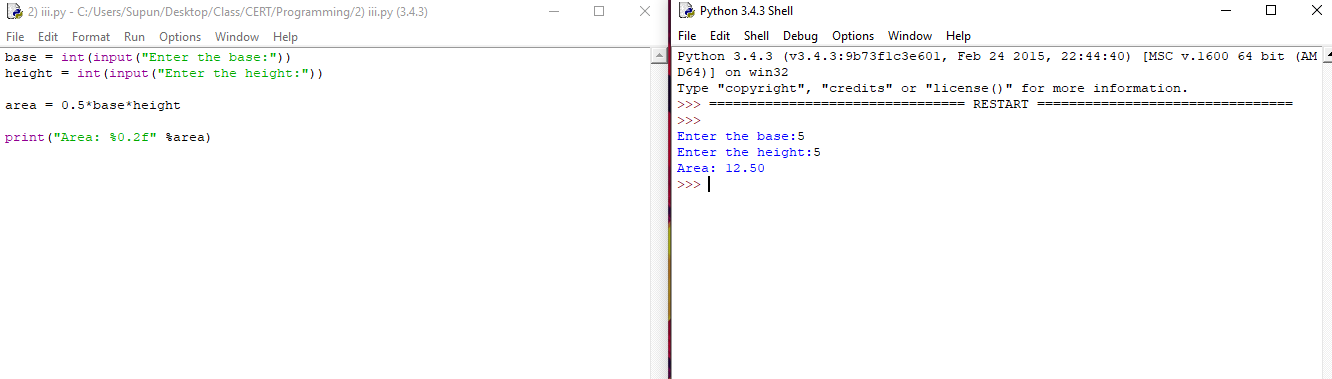 2) iii.py - C:/Users/Supun/Desktop/Class/CERT/Programming/2) iii.py (3.4.3)
File Edit Format Run Options Window Help
base = int(input("Enter the base:"))
height = int(input("Enter the height:"))
area = 0.5*base*height
print("Area: %0.2f" %area)
Python 3.4.3 Shell
File Edit Shell Debug Options Window Help
Python 3.4.3 (v3.4.3:9b73f1c3e601, Feb 24 2015, 22:44:40) [MSC v.1600 64 bit (AM
D64)] on win32
Type "copyright", "credits" or "license()" for more information.
>>> ================================ RESTART ================================
>>>
Enter the base:5
Enter the height:5
Area: 12.50
>>>